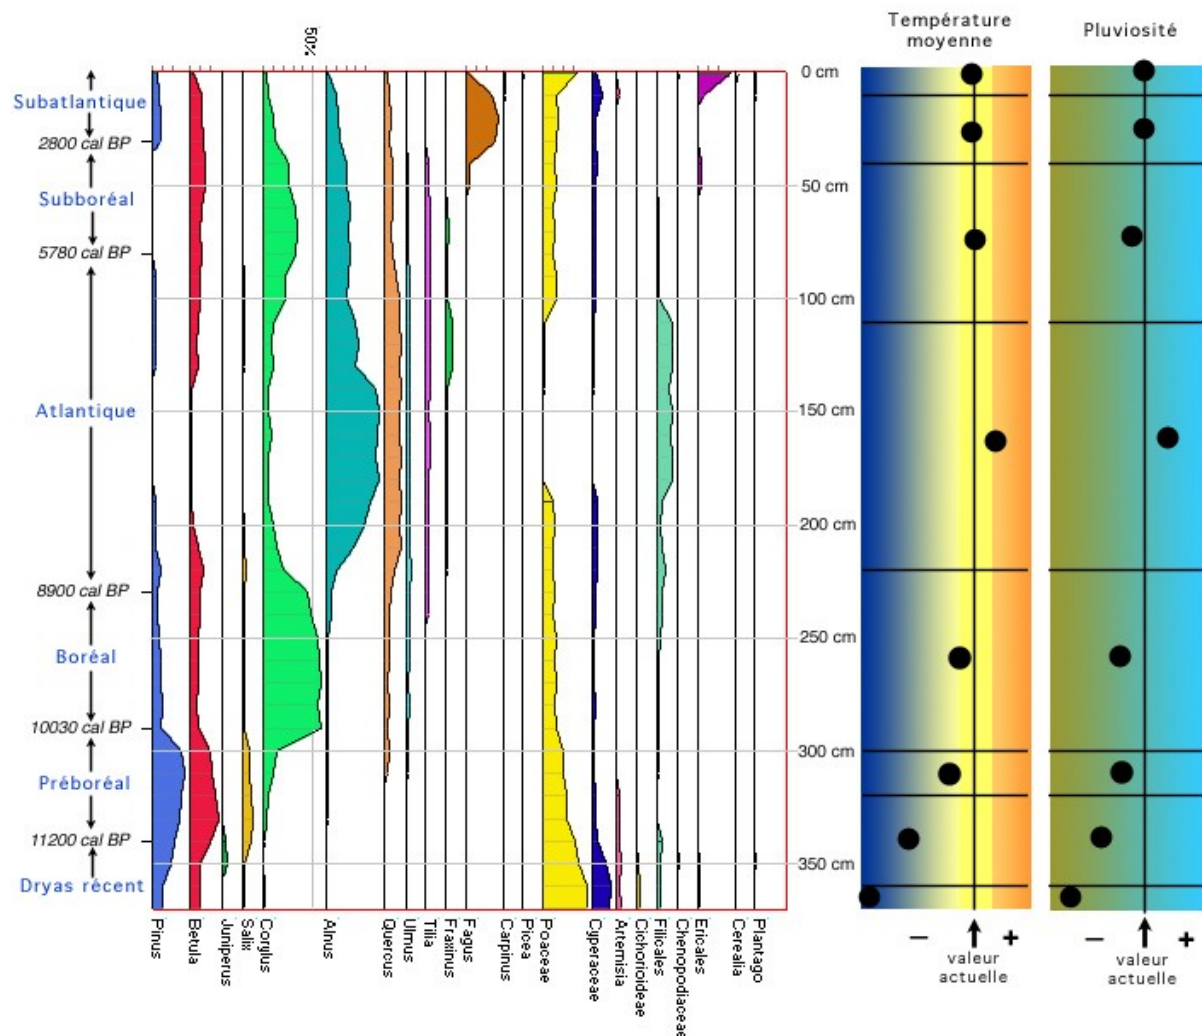 50%
Température
moyenne
Pluviosité
0 cm
Subatlantique
2800 cal BP
50 cm
Subboréal
5780 cal BP
100 cm
Atlantique
150 cm
200 cm
8900 cal BP
250 cm
Boréal
10030 cal BP
300 cm
Préboréal
11200 cal BP
350 cm
Dryas récent
Pinus
Betula
Juniperus
Salix
Corylus
Alnus
Quercus
Ulmus
Tilia
Fraxinus
Fagus
Carpinus
Picea
Poaceae
Cyperaceae
Artemisia
Cichorioideae
Filicales
Chenopodiaceae
Ericales
Cerealia
Plantago
− +
valeur
actuelle
− +
valeur
actuelle